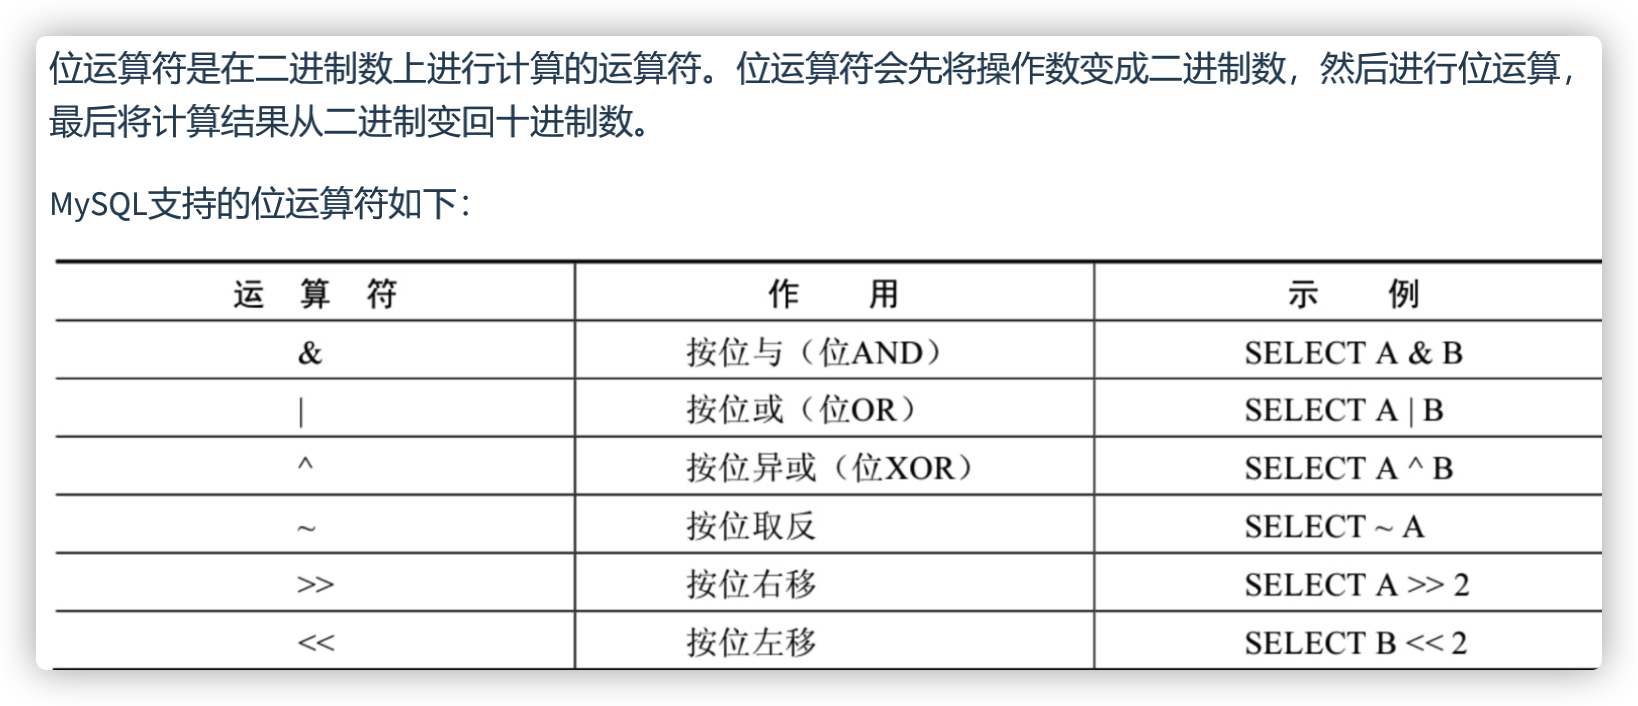 位运算符是在二进制数上进行计算的运算符。位运算符会先将操作数变成二进制数，然后进行位运算，
最后将计算结果从二进制变回十进制数。
MySQL支持的位运算符如下：
运 算 符 作 用 示 例
& 按位与（位AND） SELECT A & B
| 按位或（位OR） SELECT A | B
^ 按位异或（位XOR） SELECT A ^ B
~ 按位取反 SELECT ~ A
>> 按位右移 SELECT A >> 2
<< 按位左移 SELECT B << 2